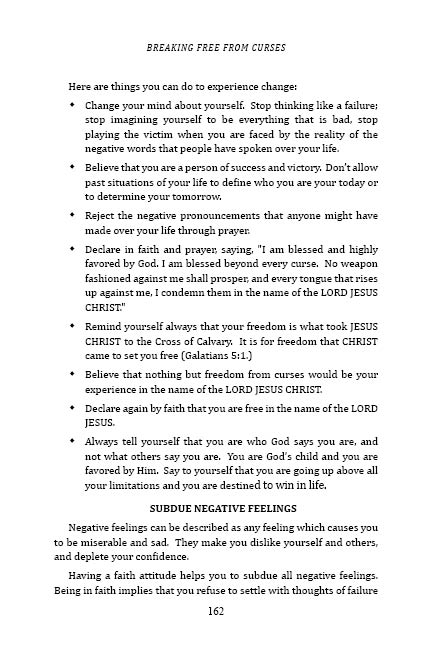 BREAKING FREE FROM CURSES
Here are things you can do to experience change:
◆ Change your mind about yourself. Stop thinking like a failure;
stop imagining yourself to be everything that is bad, stop
playing the victim when you are faced by the reality of the
negative words that people have spoken over your life.
◆ Believe that you are a person of success and victory. Don't allow
past situations of your life to define who you are your today or
to determine your tomorrow.
◆ Reject the negative pronouncements that anyone might have
made over your life through prayer.
◆ Declare in faith and prayer, saying, "I am blessed and highly
favored by God. I am blessed beyond every curse. No weapon
fashioned against me shall prosper, and every tongue that rises
up against me, I condemn them in the name of the LORD JESUS
CHRIST."
◆ Remind yourself always that your freedom is what took JESUS
CHRIST to the Cross of Calvary. It is for freedom that CHRIST
came to set you free (Galatians 5:1.)
◆ Believe that nothing but freedom from curses would be your
experience in the name of the LORD JESUS CHRIST.
◆ Declare again by faith that you are free in the name of the LORD
JESUS.
◆ Always tell yourself that you are who God says you are, and
not what others say you are. You are God's child and you are
favored by Him. Say to yourself that you are going up above all
your limitations and you are destined to win in life.
SUBDUE NEGATIVE FEELINGS
Negative feelings can be described as any feeling which causes you
to be miserable and sad. They make you dislike yourself and others,
and deplete your confidence.
Having a faith attitude helps you to subdue all negative feelings.
Being in faith implies that you refuse to settle with thoughts of failure
162